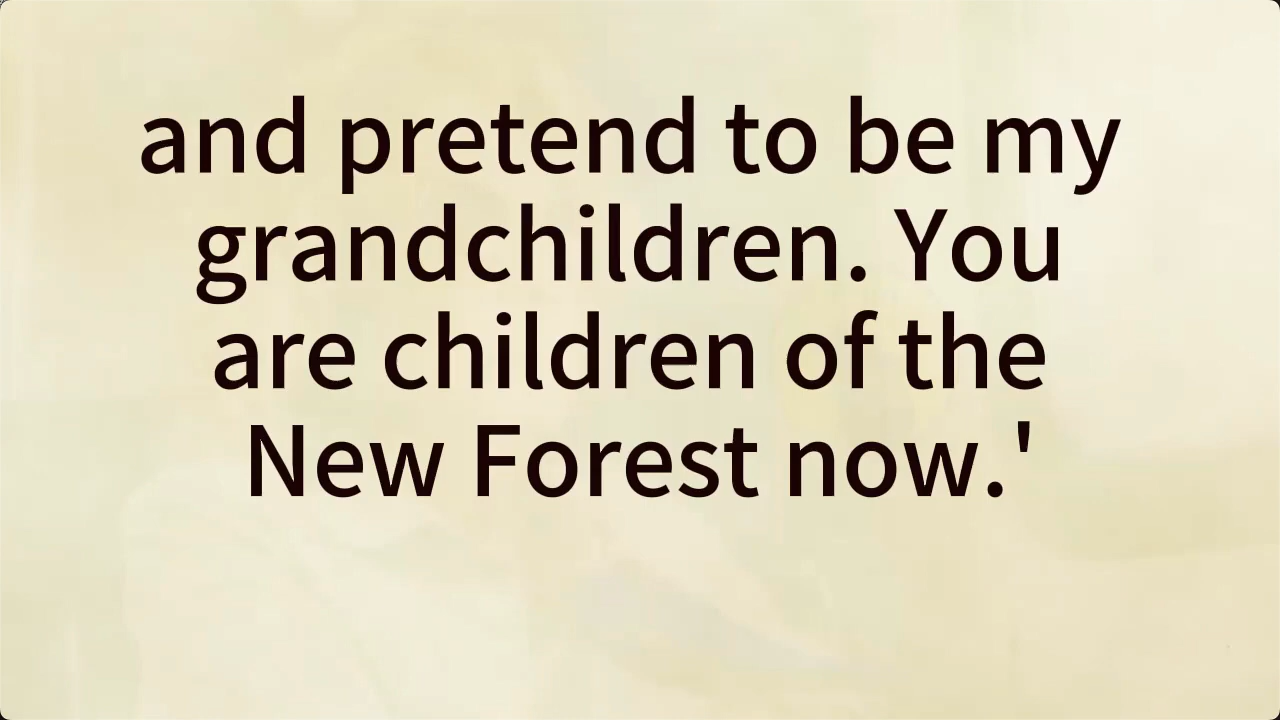 and pretend to be my
grandchildren. You
are children of the
New Forest now.'